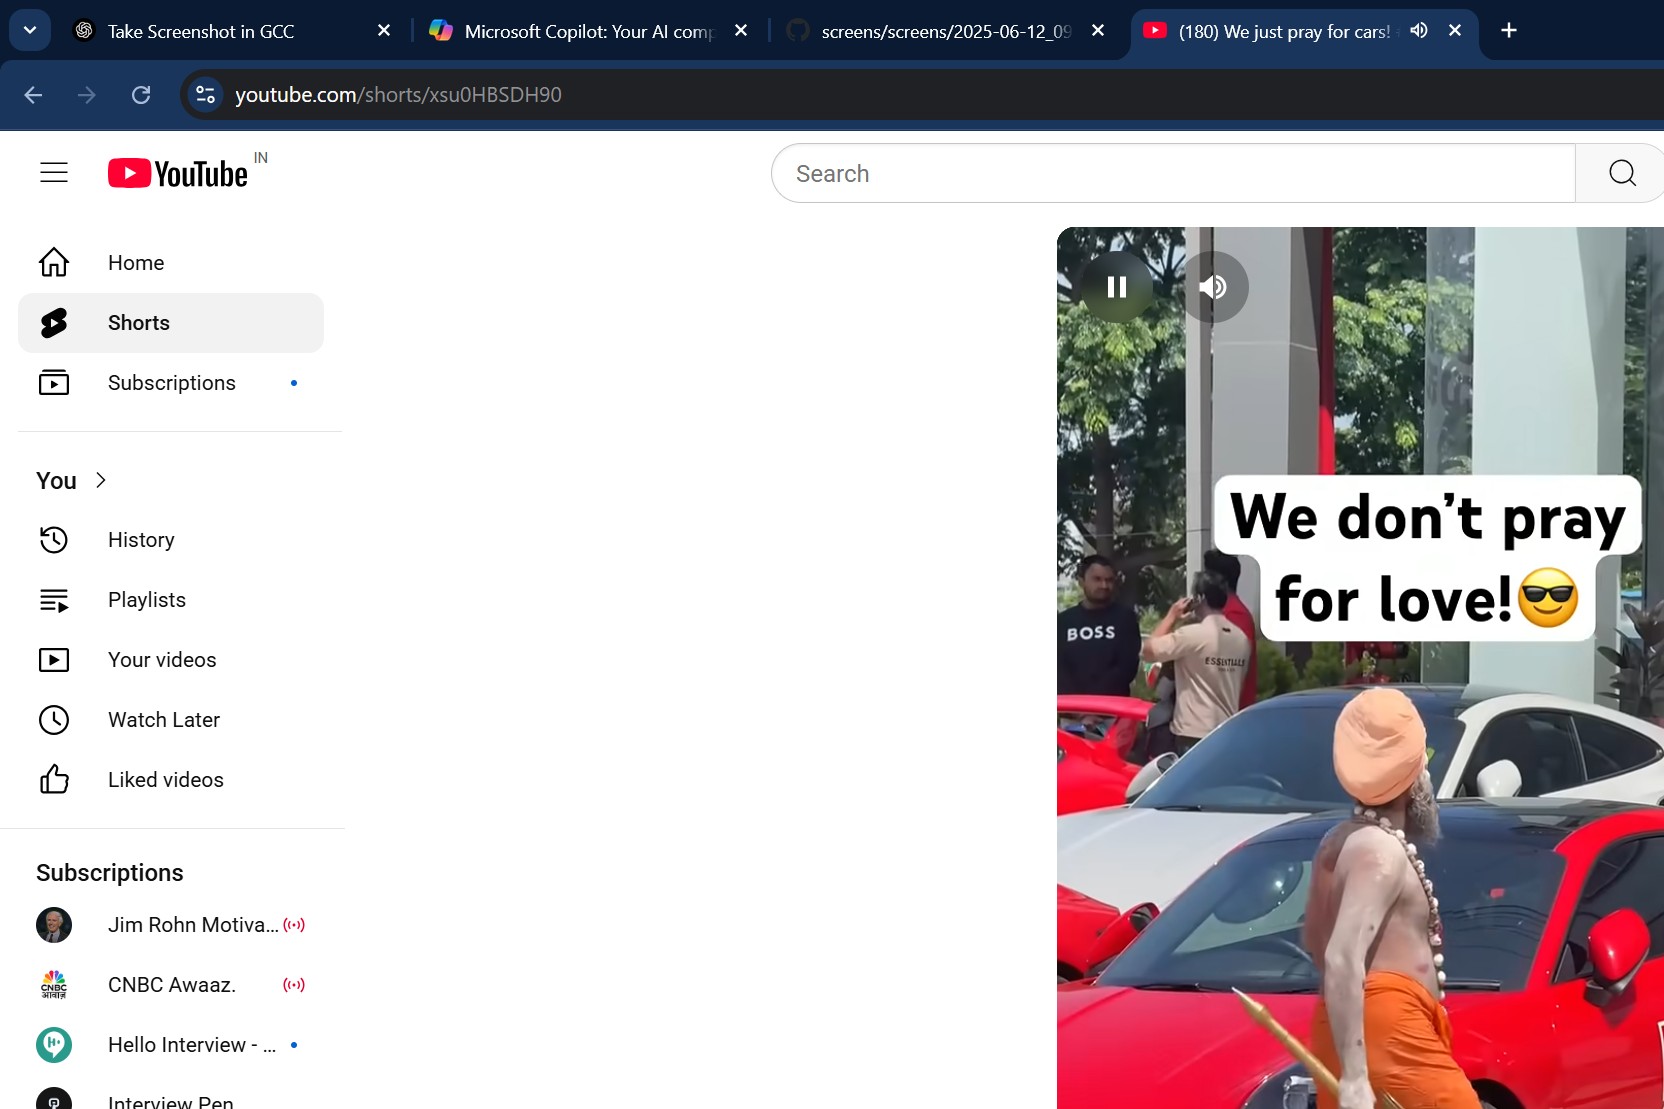 Take Screenshot in GCC
Microsoft Copilot: Your AI comp
screens/screens/2025-06-12_09
(180) We just pray for cars!
youtube.com/shorts/xsu0HBSDH90
YouTube IN
Search
Home
Shorts
Subscriptions
You
History
Playlists
Your videos
Watch Later
Liked videos
Subscriptions
Jim Rohn Motiva...
CNBC Awaaz.
CNBC
आवाज़
Hello Interview - ...
Interview Pen
We don’t pray
for love!😎
BOSS
ESSENTIALS